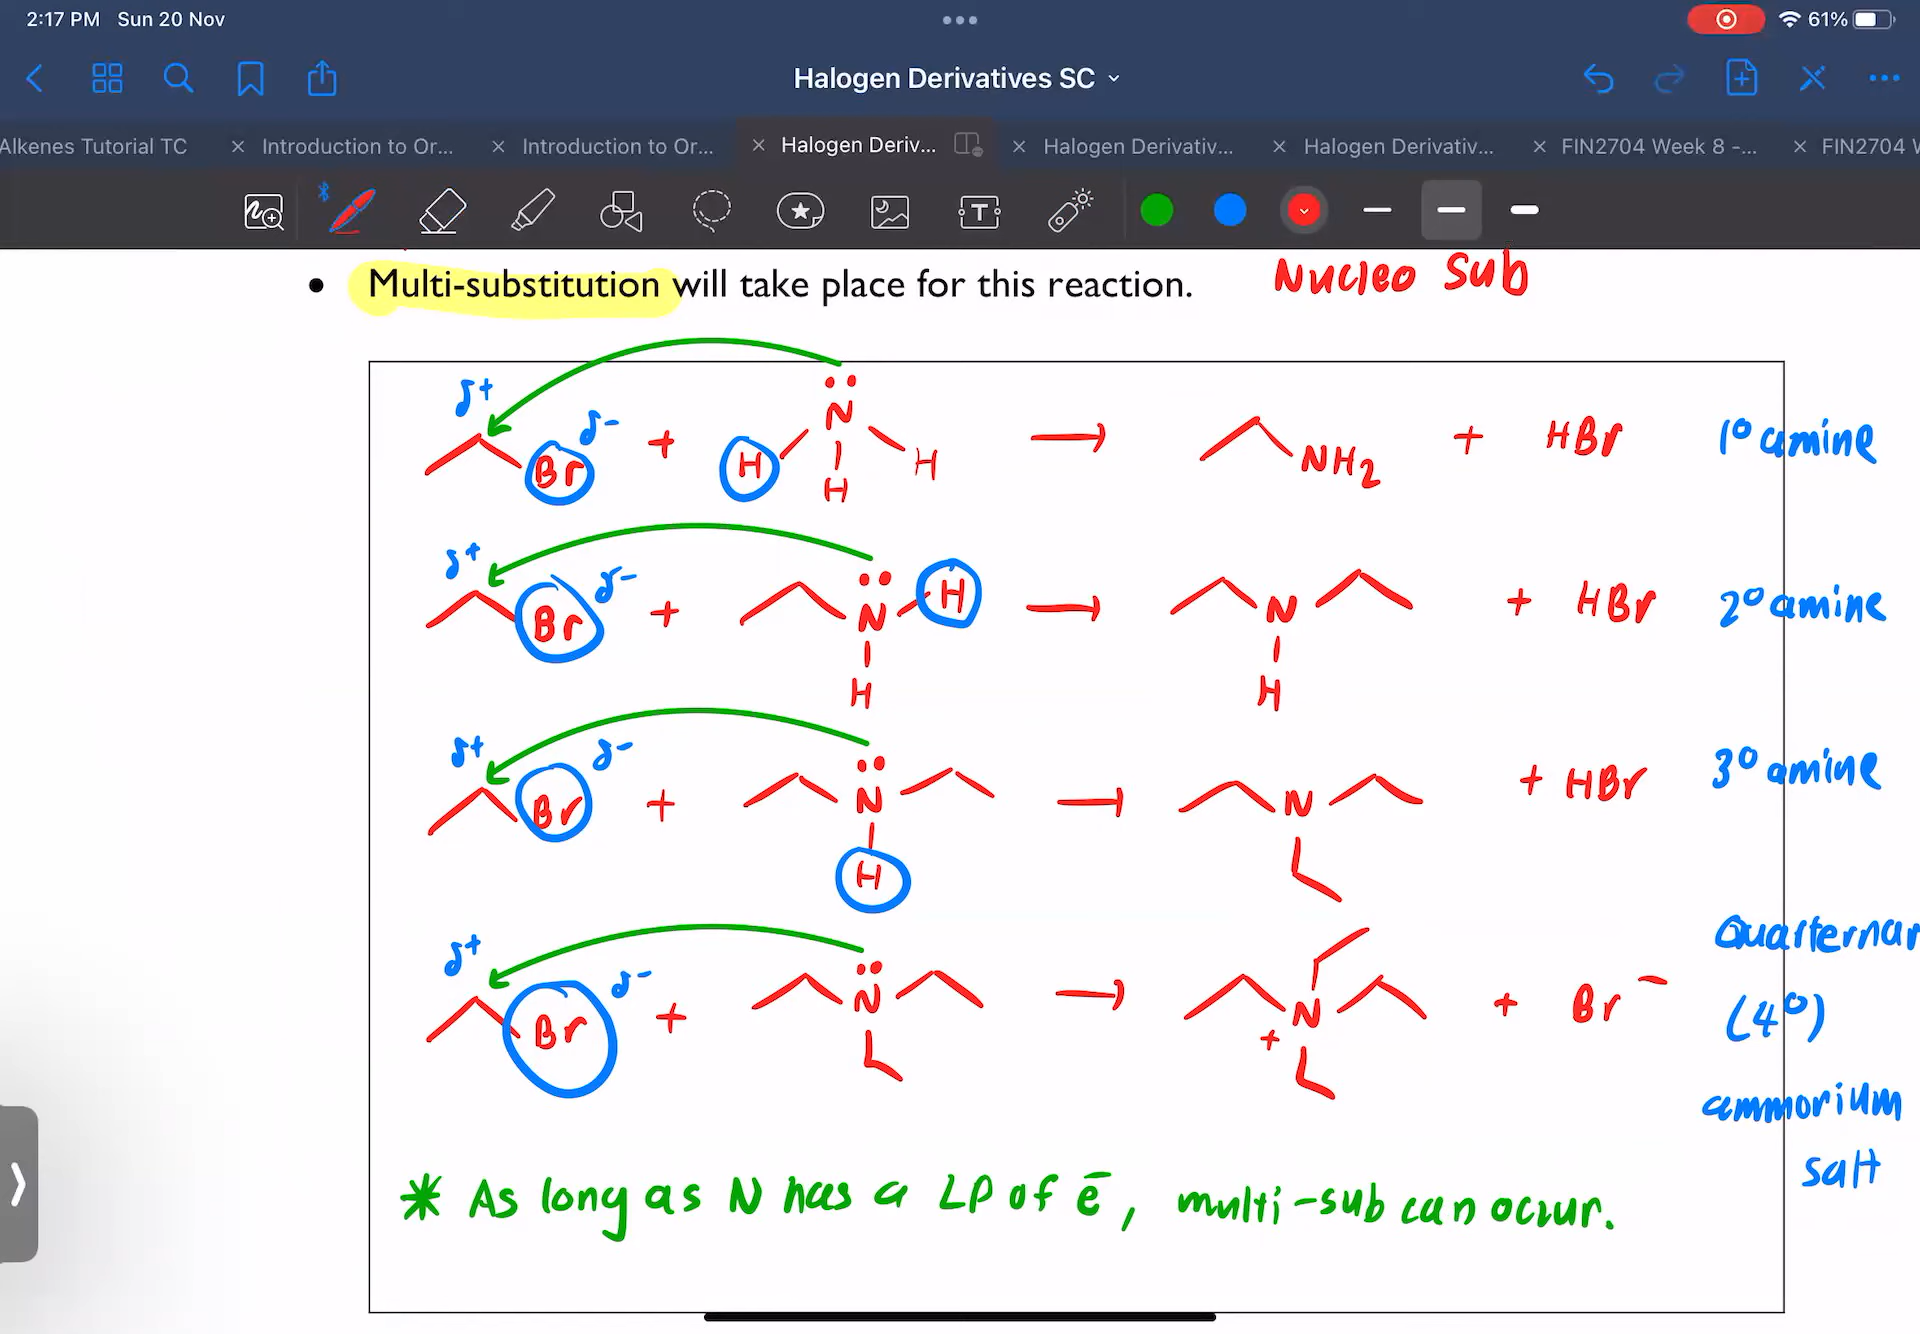 2:17 PM Sun 20 Nov
61%
Halogen Derivatives SC
Alkenes Tutorial TC
Introduction to Or...
Introduction to Or...
Halogen Deriv...
Halogen Derivativ...
Halogen Derivativ...
FIN2704 Week 8 -...
FIN2704 W
T
• Multi-substitution will take place for this reaction. Nucleo Sub
δ+ δ- Br + H N H H → NH2 + HBr 1° amine
δ+ δ- Br + N H H → N H + HBr 2° amine
δ+ δ- Br + N H → N + HBr 3° amine
δ+ δ- Br + N → N + + Br - Quarternar
(4°)
ammorium
salt
* As long as N has a LP of ē, multi-sub can occur.